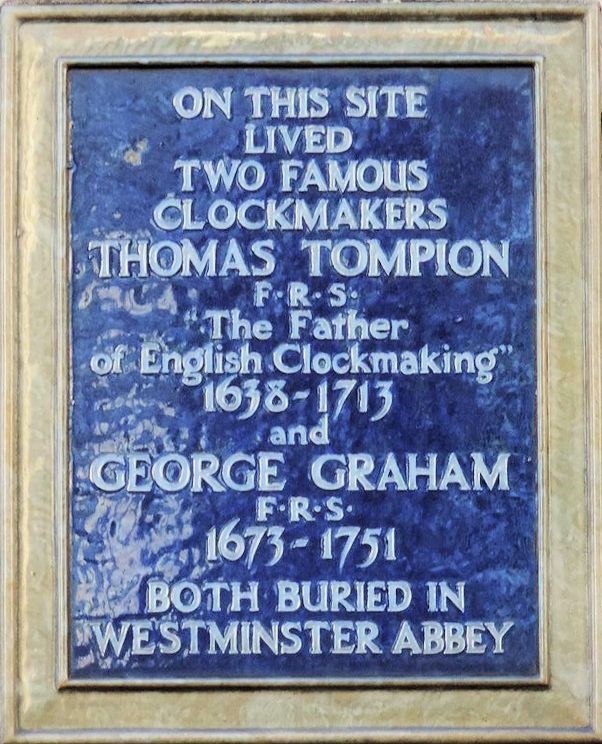 ON THIS SITE
LIVED
TWO FAMOUS
CLOCKMAKERS
THOMAS TOMPION
F·R·S·
"The Father
of English Clockmaking"
1638-1713
and
GEORGE GRAHAM
F·R·S·
1673-1751
BOTH BURIED IN
WESTMINSTER ABBEY